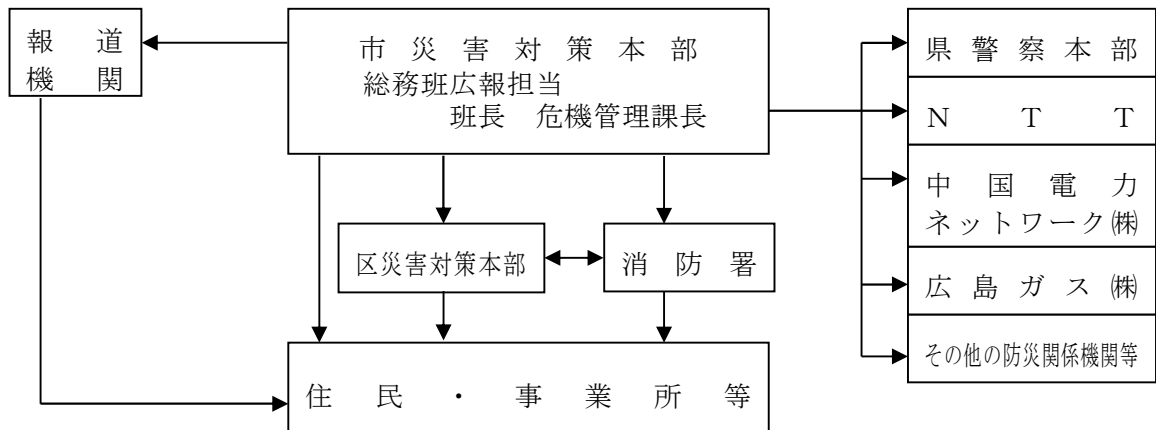 報道
機関
市災害対策本部
総務班広報担当
班長　危機管理課長
区災害対策本部
消防署
住民・事業所等
県警察本部
ＮＴＴ
中国電力
ネットワーク㈱
広島ガス㈱
その他の防災関係機関等